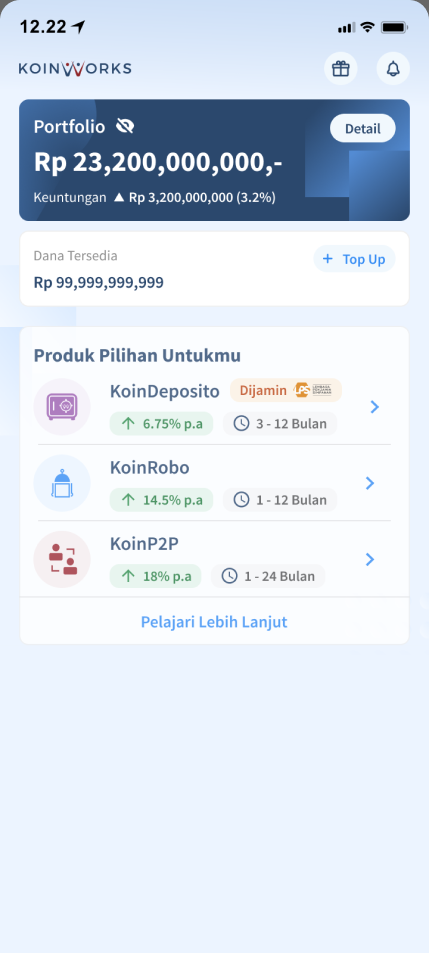 12.22
KOINWORKS
Portfolio
Detail
Rp 23,200,000,000,-
Keuntungan ▲ Rp 3,200,000,000 (3.2%)
Dana Tersedia
+ Top Up
Rp 99,999,999,999
Produk Pilihan Untukmu
KoinDeposito Dijamin LPS
↑ 6.75% p.a 3 - 12 Bulan
KoinRobo
↑ 14.5% p.a 1 - 12 Bulan
KoinP2P
↑ 18% p.a 1 - 24 Bulan
Pelajari Lebih Lanjut